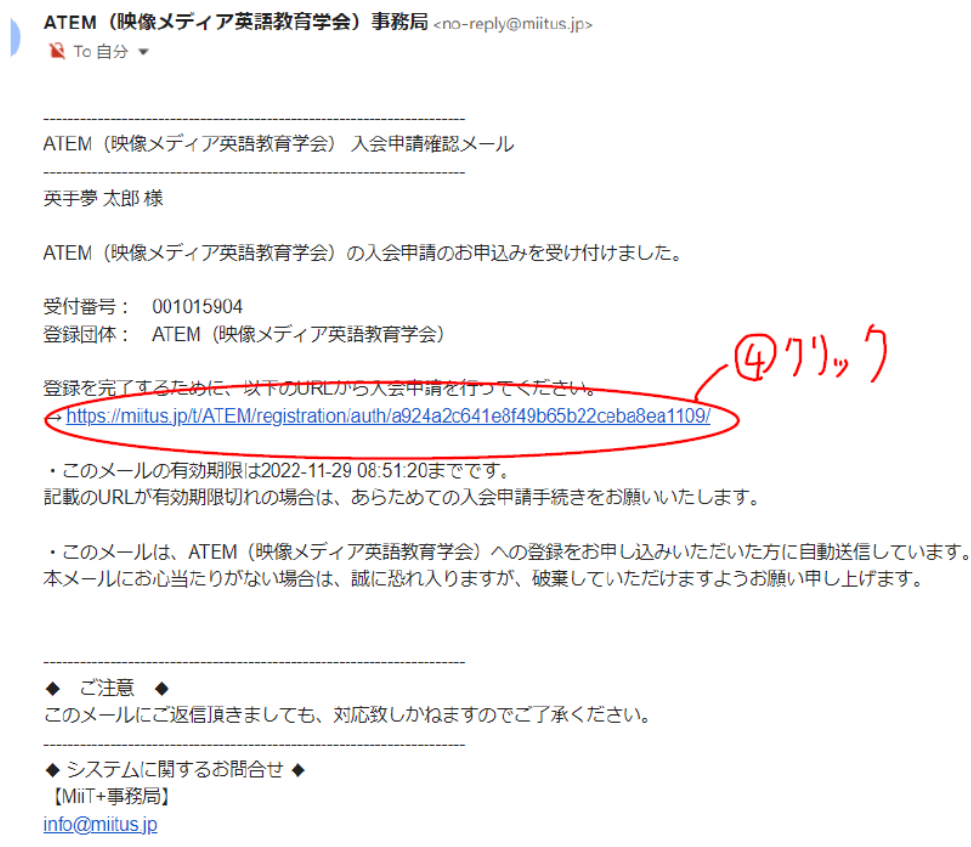 ATEM（映像メディア英語教育学会）事務局 <no-reply@miitus.jp>
To 自分
----------------------------------------------------------------------
ATEM（映像メディア英語教育学会） 入会申請確認メール
----------------------------------------------------------------------
英手夢 太郎 様
ATEM（映像メディア英語教育学会）の入会申請のお申込みを受け付けました。
受付番号： 001015904
登録団体： ATEM（映像メディア英語教育学会）
④クリック
登録を完了するために、以下のURLから入会申請を行ってください。
→ https://miitus.jp/t/ATEM/registration/auth/a924a2c641e8f49b65b22ceba8ea1109/
・このメールの有効期限は2022-11-29 08:51:20までです。
記載のURLが有効期限切れの場合は、あらためての入会申請手続きをお願いいたします。
・このメールは、ATEM（映像メディア英語教育学会）への登録をお申し込みいただいた方に自動送信しています。
本メールにお心当たりがない場合は、誠に恐れ入りますが、破棄していただけますようお願い申し上げます。
----------------------------------------------------------------------
◆ ご注意 ◆
このメールにご返信頂きましても、対応致しかねますのでご了承ください。
----------------------------------------------------------------------
◆ システムに関するお問合せ ◆
【MiiT+事務局】
info@miitus.jp